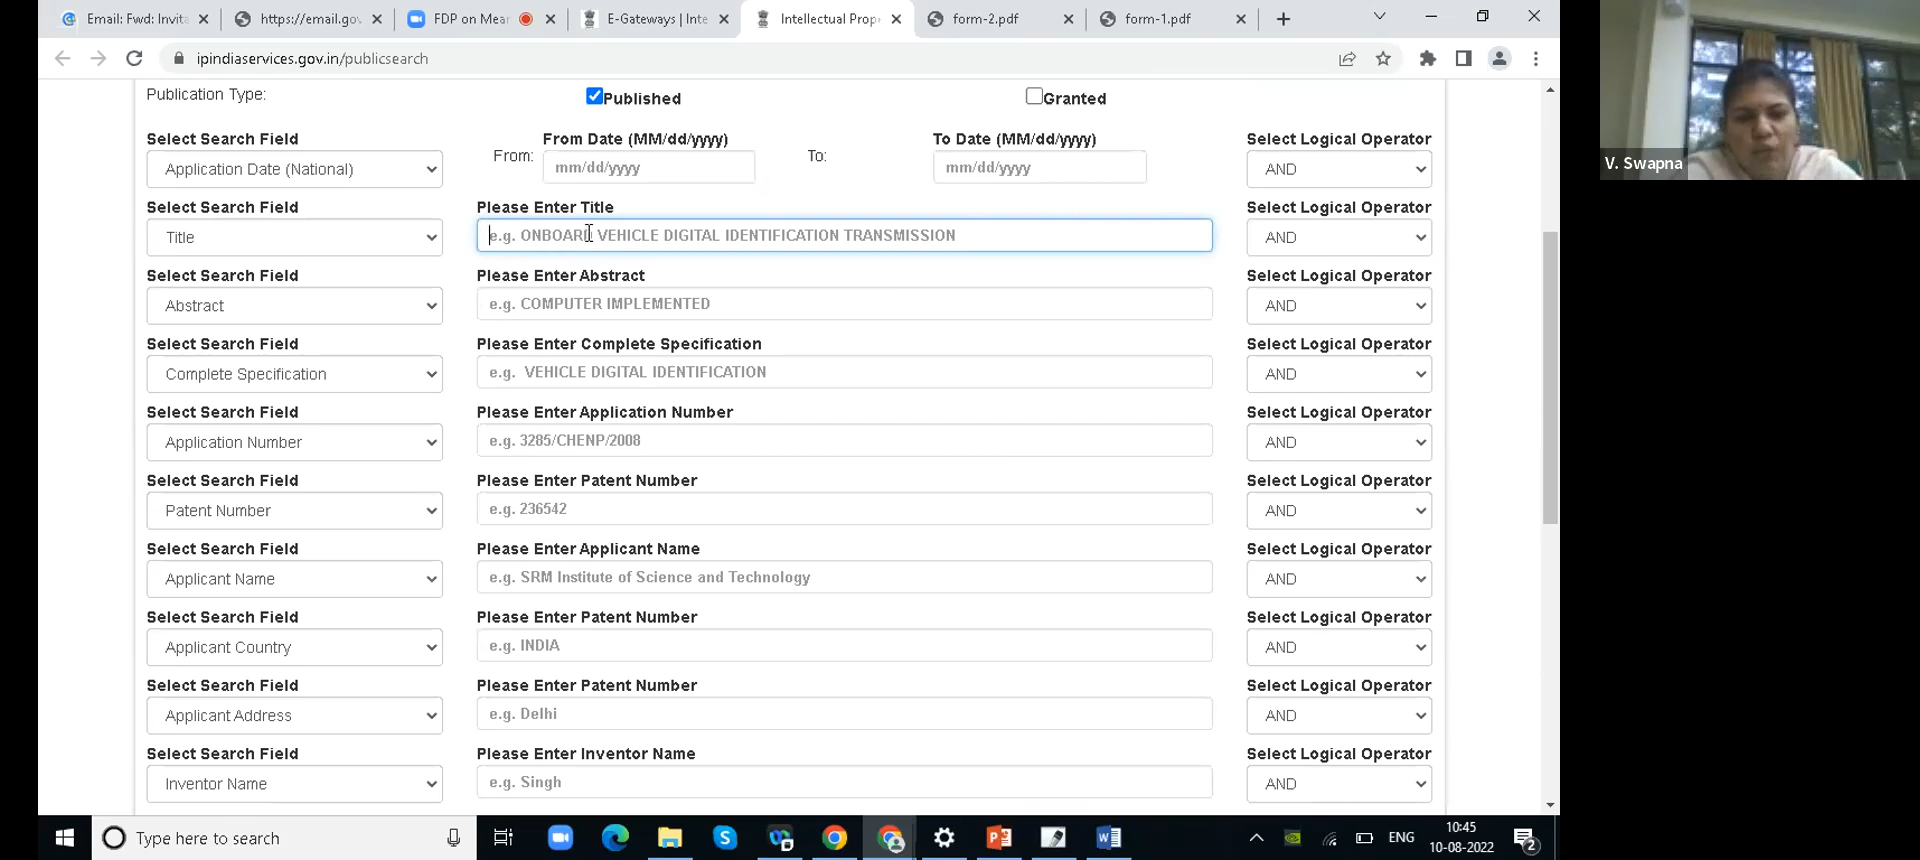 Email: Fwd: Invita
https://email.gov
FDP on Mear
E-Gateways | Inte
Intellectual Prop
form-2.pdf
form-1.pdf
ipindiaservices.gov.in/publicsearch
Publication Type:
Published
Granted
Select Search Field
From Date (MM/dd/yyyy)
To Date (MM/dd/yyyy)
Select Logical Operator
Application Date (National)
From:
mm/dd/yyyy
To:
mm/dd/yyyy
AND
Select Search Field
Please Enter Title
Select Logical Operator
Title
e.g. ONBOARD VEHICLE DIGITAL IDENTIFICATION TRANSMISSION
AND
Select Search Field
Please Enter Abstract
Select Logical Operator
Abstract
e.g. COMPUTER IMPLEMENTED
AND
Select Search Field
Please Enter Complete Specification
Select Logical Operator
Complete Specification
e.g. VEHICLE DIGITAL IDENTIFICATION
AND
Select Search Field
Please Enter Application Number
Select Logical Operator
Application Number
e.g. 3285/CHENP/2008
AND
Select Search Field
Please Enter Patent Number
Select Logical Operator
Patent Number
e.g. 236542
AND
Select Search Field
Please Enter Applicant Name
Select Logical Operator
Applicant Name
e.g. SRM Institute of Science and Technology
AND
Select Search Field
Please Enter Patent Number
Select Logical Operator
Applicant Country
e.g. INDIA
AND
Select Search Field
Please Enter Patent Number
Select Logical Operator
Applicant Address
e.g. Delhi
AND
Select Search Field
Please Enter Inventor Name
Select Logical Operator
Inventor Name
e.g. Singh
AND
Type here to search
ENG
10:45
10-08-2022
2
V. Swapna